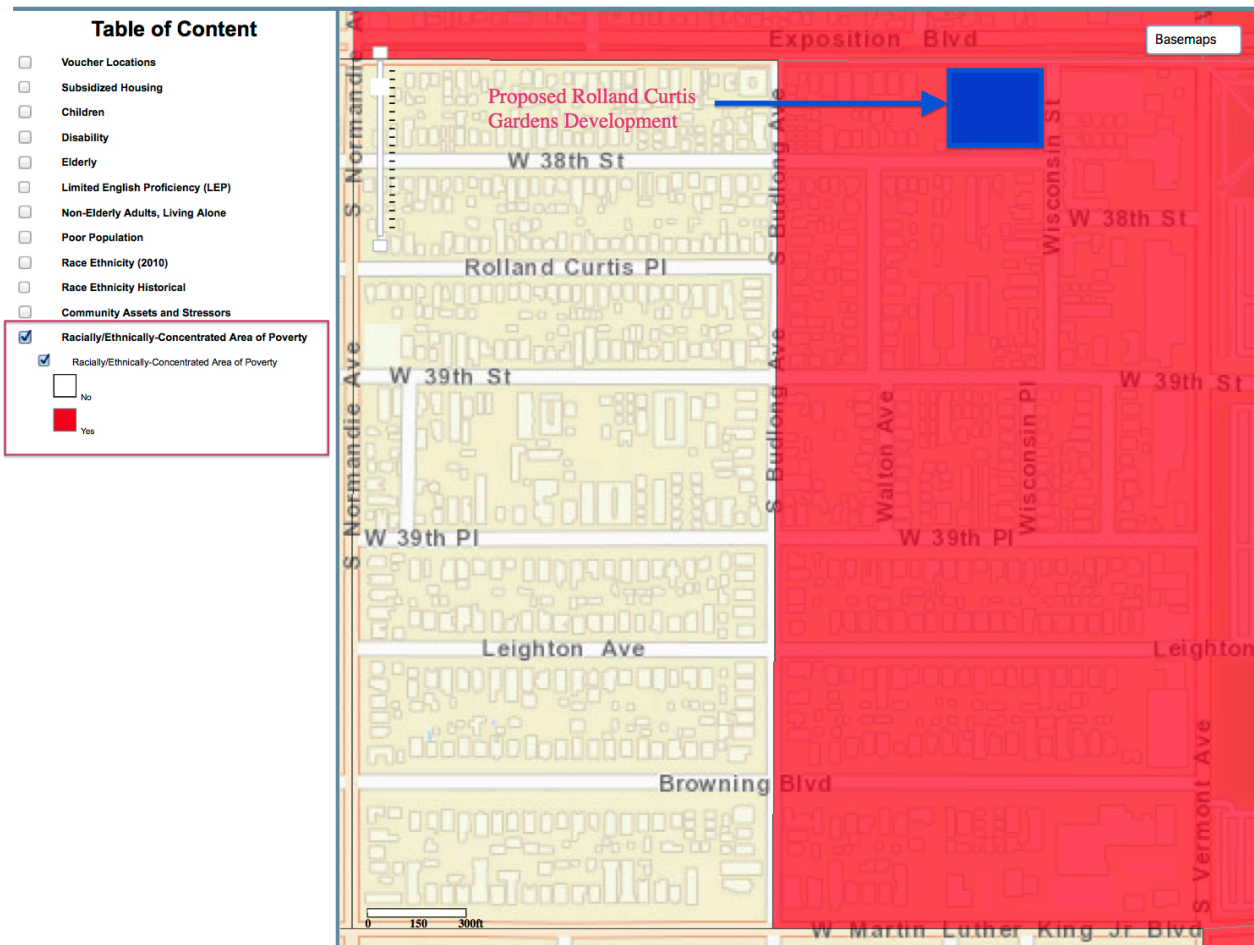 Table of Content
Voucher Locations
Subsidized Housing
Children
Disability
Elderly
Limited English Proficiency (LEP)
Non-Elderly Adults, Living Alone
Poor Population
Race Ethnicity (2010)
Race Ethnicity Historical
Community Assets and Stressors
Racially/Ethnically-Concentrated Area of Poverty
Racially/Ethnically-Concentrated Area of Poverty
No
Yes
Basemaps
Exposition Blvd
Proposed Rolland Curtis
Gardens Development
W 38th St
S Normandie Ave
S Budlong Ave
Wisconsin St
W 38th St
Rolland Curtis Pl
W 39th St
W 39th St
S Normandie Ave
S Budlong Ave
Walton Ave
Wisconsin Pl
W 39th Pl
W 39th Pl
Leighton Ave
Leighton
Browning Blvd
S Vermont Ave
0 150 300ft
W Martin Luther King Jr Blvd